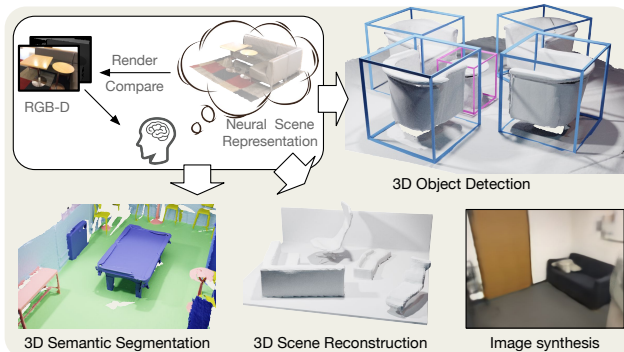 Render
Compare
RGB-D
Neural Scene
Representation
3D Object Detection
3D Semantic Segmentation
3D Scene Reconstruction
Image synthesis